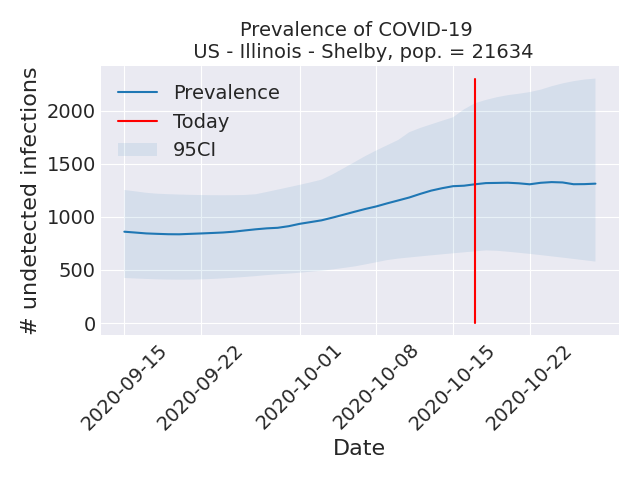 Prevalence of COVID-19
US - Illinois - Shelby, pop. = 21634
# undetected infections
2000
1500
1000
500
0
Prevalence
Today
95CI
2020-09-15
2020-09-22
2020-10-01
2020-10-08
2020-10-15
2020-10-22
Date